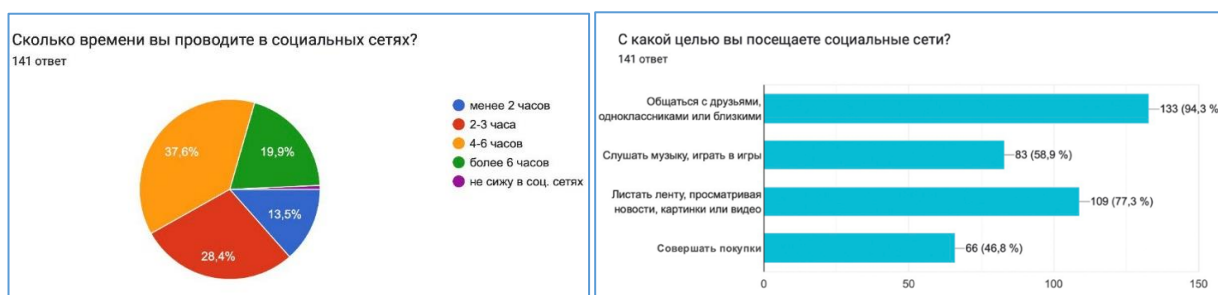 Сколько времени вы проводите в социальных сетях?
141 ответ
менее 2 часов
2-3 часа
4-6 часов
более 6 часов
не сижу в соц. сетях
37,6%
19,9%
13,5%
28,4%
С какой целью вы посещаете социальные сети?
141 ответ
Общаться с друзьями,
одноклассниками или близкими
133 (94,3 %
Слушать музыку, играть в игры
83 (58,9 %)
Листать ленту, просматривая
новости, картинки или видео
109 (77,3 %)
Совершать покупки
66 (46,8 %)
0
50
100
150